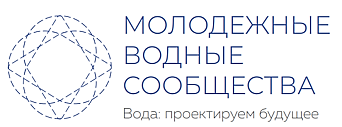 МОЛОДЕЖНЫЕ
ВОДНЫЕ
СООБЩЕСТВА
Вода: проектируем будущее